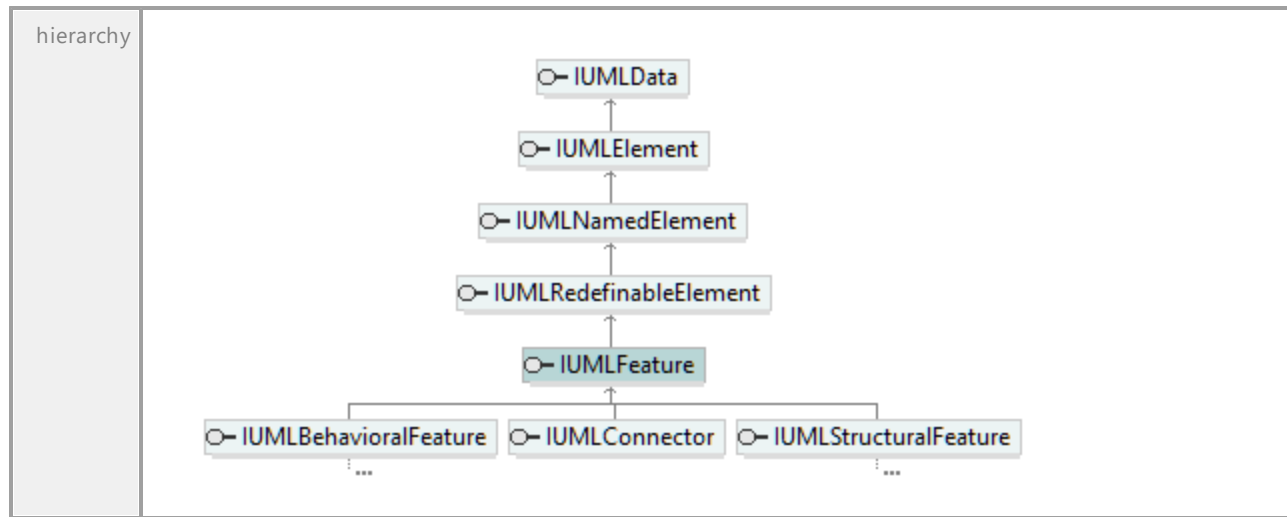 hierarchy
IUMLData
IUMLElement
IUMLNamedElement
IUMLRedefinableElement
IUMLFeature
IUMLBehavioralFeature IUMLConnector IUMLStructuralFeature
... ...